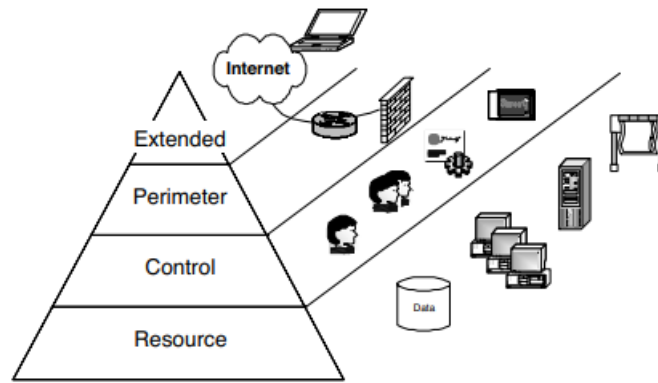 Internet
Extended
Perimeter
Control
Resource
Data